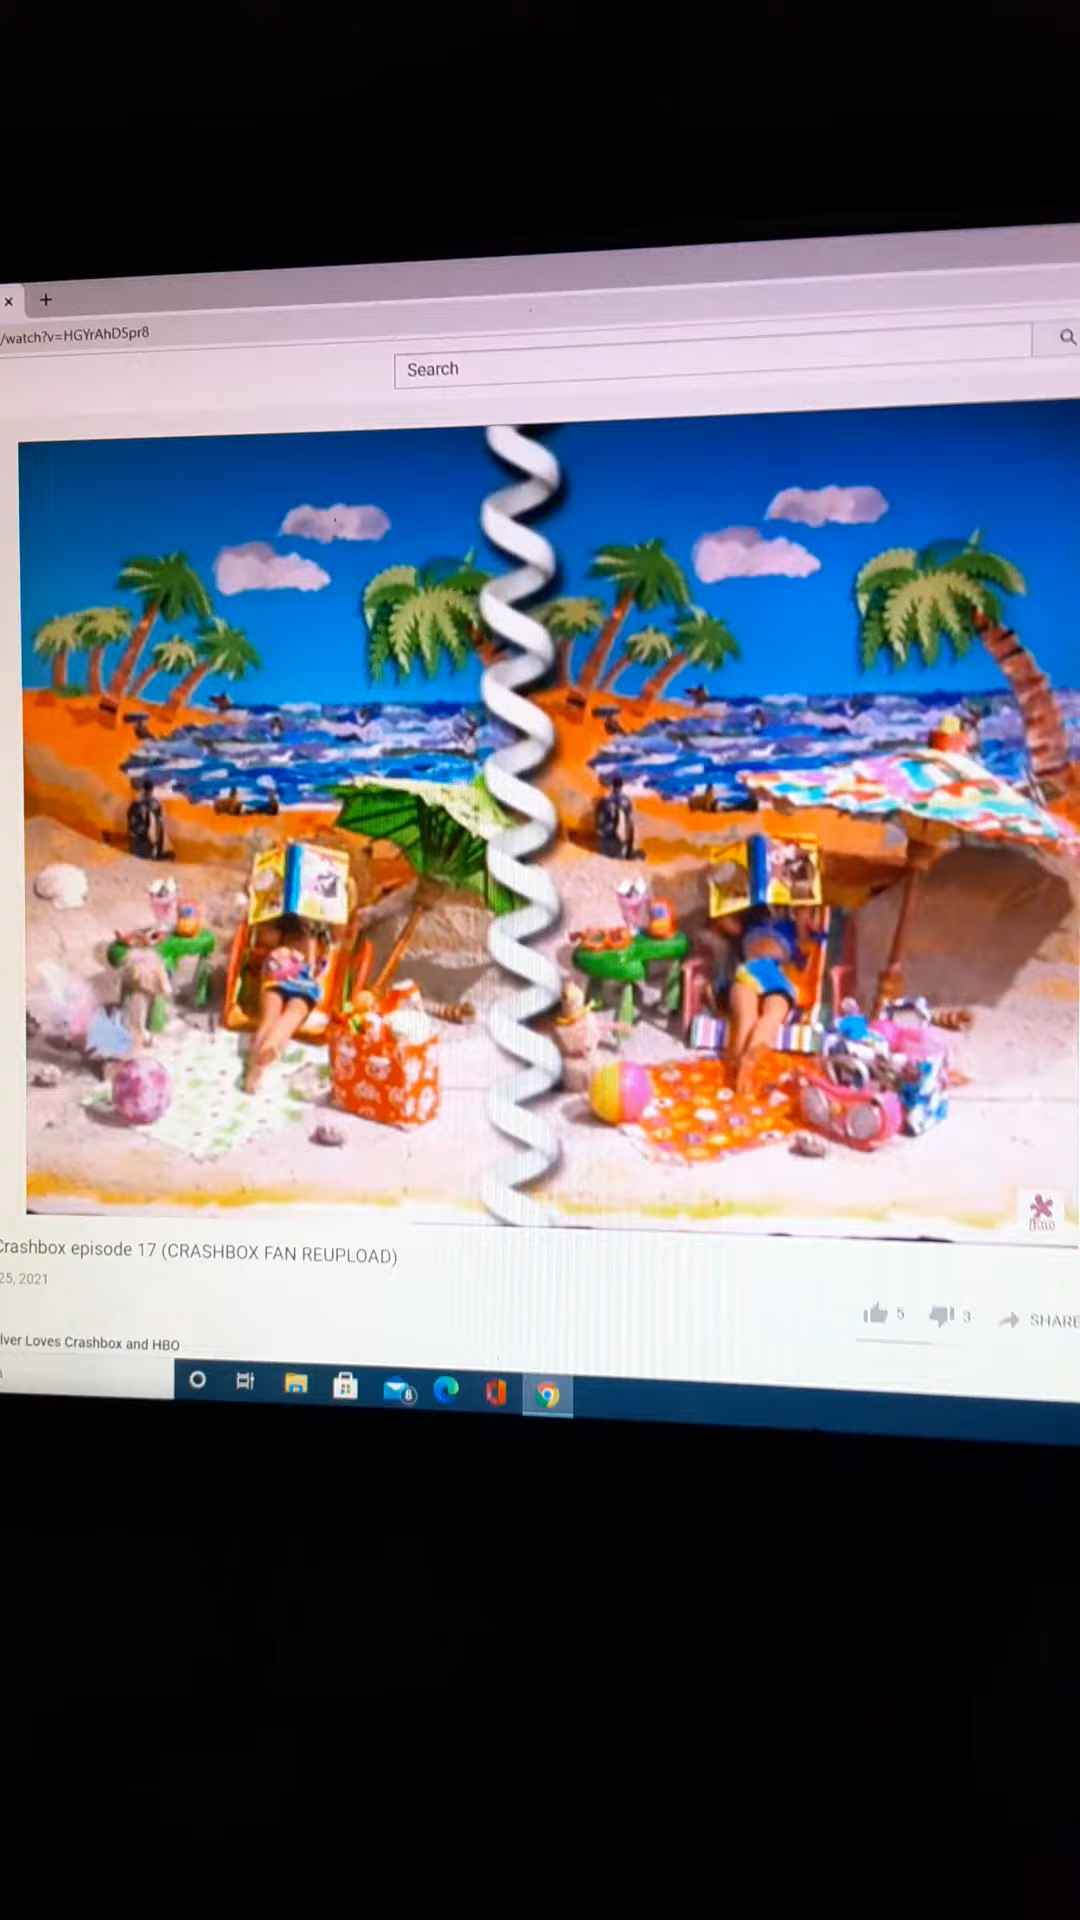 /watch?v=HGYrAhD5pr8
Search
Crashbox episode 17 (CRASHBOX FAN REUPLOAD)
25, 2021
5
3
SHARE
lver Loves Crashbox and HBO
8